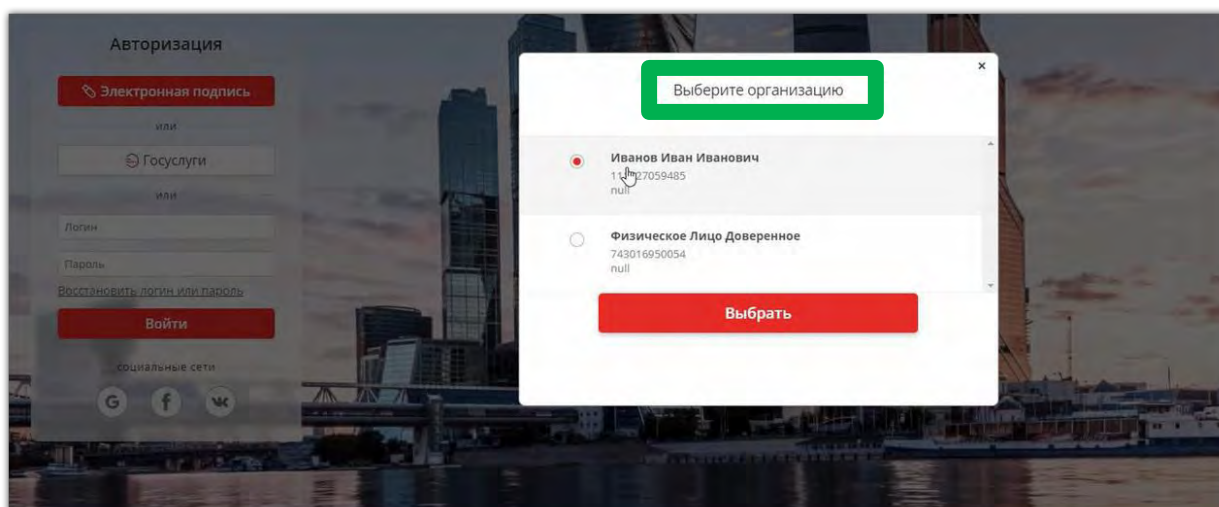 Авторизация
Электронная подпись
или
Госуслуги
или
Логин
Пароль
Восстановить логин или пароль
Войти
социальные сети
G f
Выберите организацию
×
Иванов Иван Иванович
null
Физическое Лицо Доверенное
743016950054
null
Выбрать